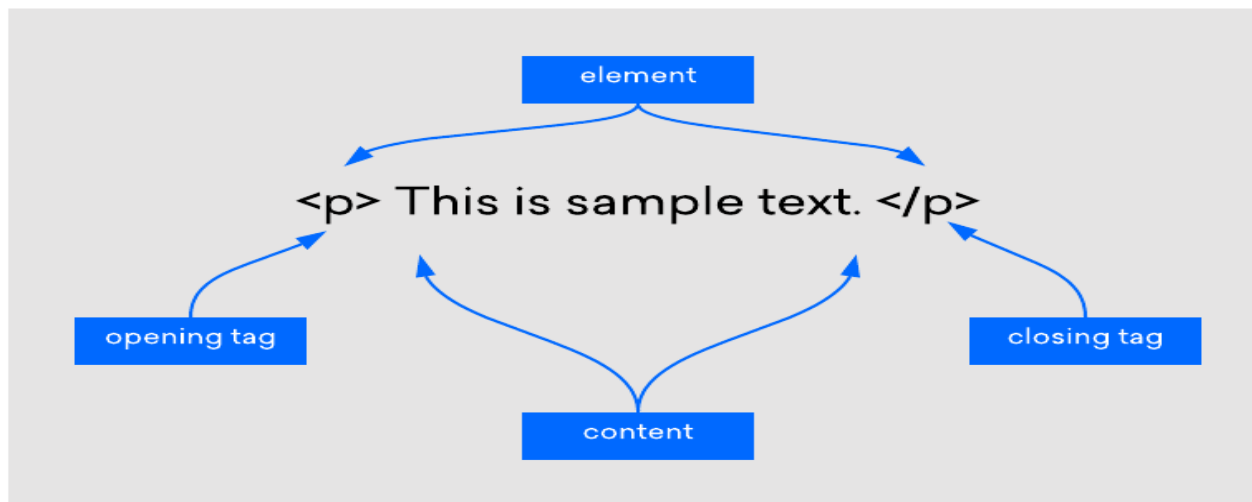 element
<p> This is sample text. </p>
opening tag
closing tag
content